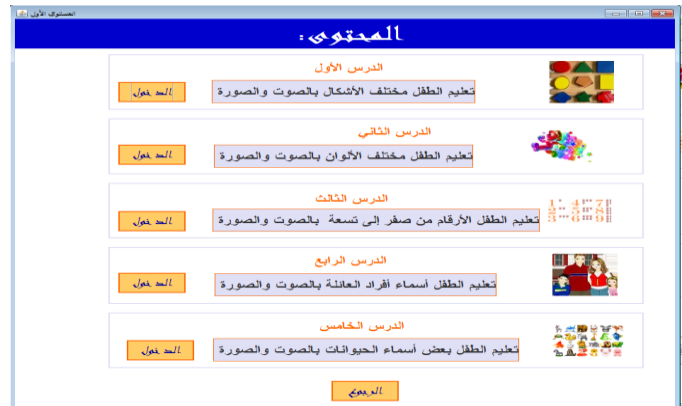 المستوى الأول
المحتوى:
الدرس الأول
تعليم الطفل مختلف الأشكال بالصوت والصورة
الدخول
الدرس الثاني
تعليم الطفل مختلف الألوان بالصوت والصورة
الدخول
الدرس الثالث
تعليم الطفل الأرقام من صفر إلى تسعة بالصوت والصورة
الدخول
الدرس الرابع
تعليم الطفل أسماء أفراد العائلة بالصوت والصورة
الدخول
الدرس الخامس
تعليم الطفل بعض أسماء الحيوانات بالصوت والصورة
الدخول
الرجوع